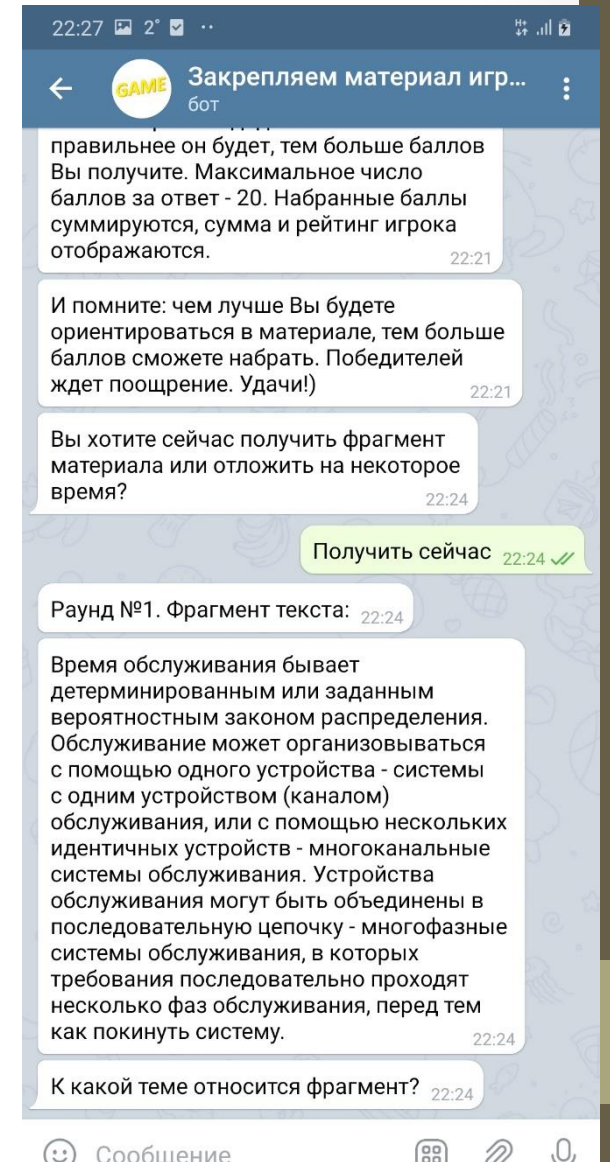 22:27 2°
GAME
Закрепляем материал игр...
бот
правильнее он будет, тем больше баллов
Вы получите. Максимальное число
баллов за ответ - 20. Набранные баллы
суммируются, сумма и рейтинг игрока
отображаются.
22:21
И помните: чем лучше Вы будете
ориентироваться в материале, тем больше
баллов сможете набрать. Победителей
ждет поощрение. Удачи!)
22:21
Вы хотите сейчас получить фрагмент
материала или отложить на некоторое
время?
22:24
Получить сейчас 22:24
Раунд №1. Фрагмент текста: 22:24
Время обслуживания бывает
детерминированным или заданным
вероятностным законом распределения.
Обслуживание может организовываться
с помощью одного устройства - системы
с одним устройством (каналом)
обслуживания, или с помощью нескольких
идентичных устройств - многоканальные
системы обслуживания. Устройства
обслуживания могут быть объединены в
последовательную цепочку - многофазные
системы обслуживания, в которых
требования последовательно проходят
несколько фаз обслуживания, перед тем
как покинуть систему.
22:24
К какой теме относится фрагмент? 22:24
Сообщение